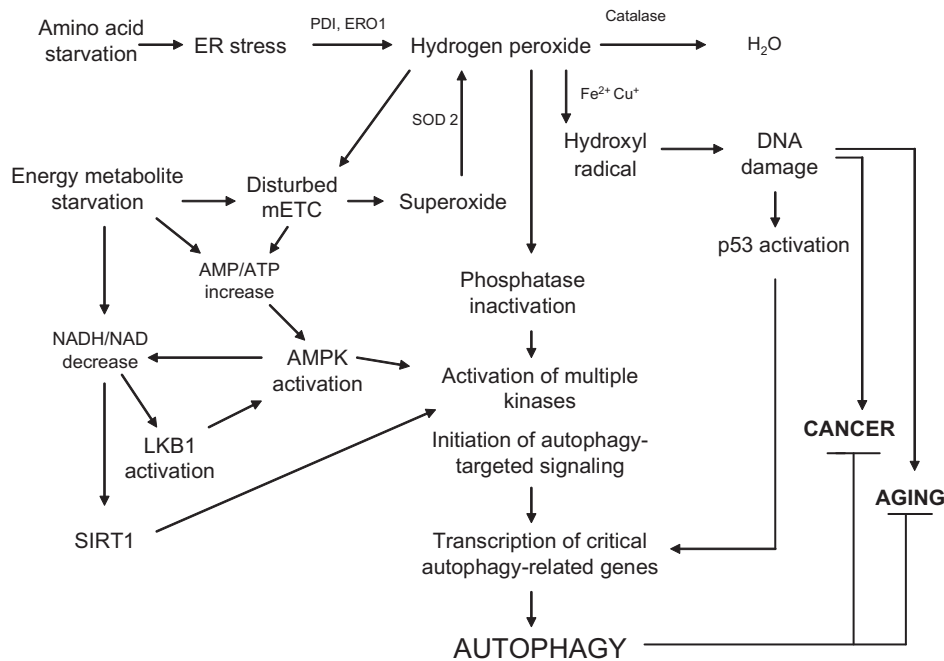 Amino acid
starvation
ER stress
PDI, ERO1
Hydrogen peroxide
Catalase
H₂O
SOD 2
Fe²⁺ Cu⁺
Hydroxyl
radical
DNA
damage
Energy metabolite
starvation
Disturbed
mETC
Superoxide
p53 activation
AMP/ATP
increase
Phosphatase
inactivation
NADH/NAD
decrease
AMPK
activation
Activation of multiple
kinases
LKB1
activation
Initiation of autophagy-
targeted signaling
CANCER
AGING
SIRT1
Transcription of critical
autophagy-related genes
AUTOPHAGY